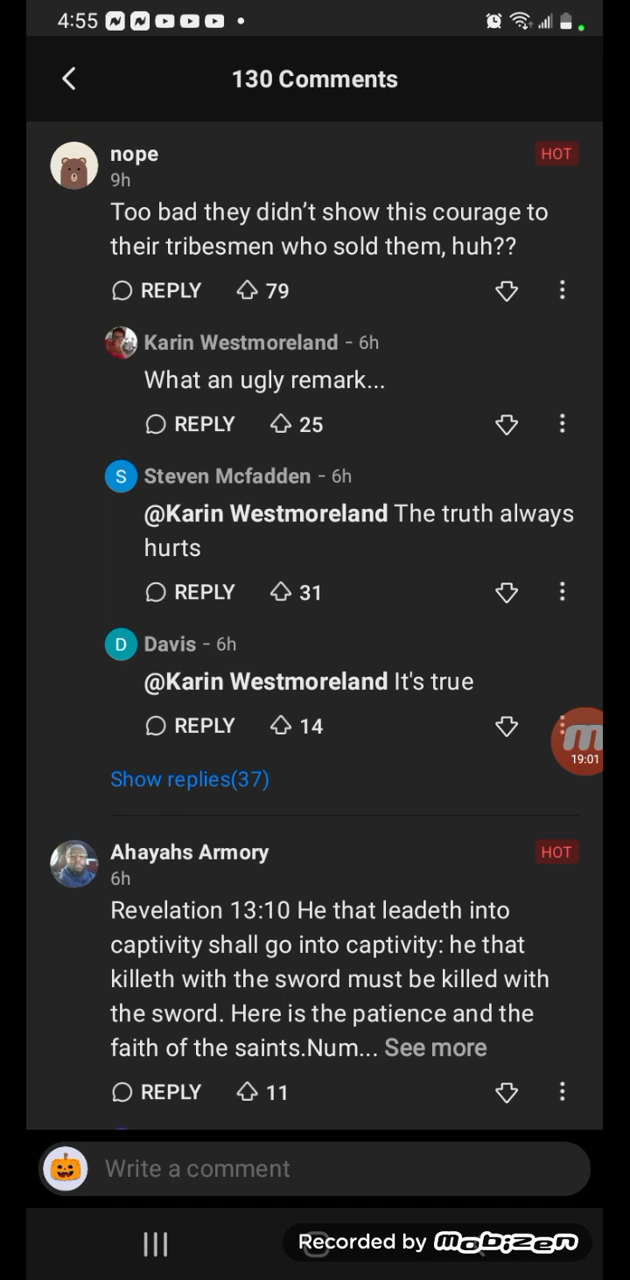 4:55
130 Comments
nope
HOT
9h
Too bad they didn’t show this courage to
their tribesmen who sold them, huh??
REPLY 79
Karin Westmoreland - 6h
What an ugly remark...
REPLY 25
S Steven Mcfadden - 6h
@Karin Westmoreland The truth always
hurts
REPLY 31
D Davis - 6h
@Karin Westmoreland It's true
REPLY 14
m
19:01
Show replies(37)
Ahayahs Armory
HOT
6h
Revelation 13:10 He that leadeth into
captivity shall go into captivity: he that
killeth with the sword must be killed with
the sword. Here is the patience and the
faith of the saints.Num... See more
REPLY 11
Write a comment
Recorded by mobizen